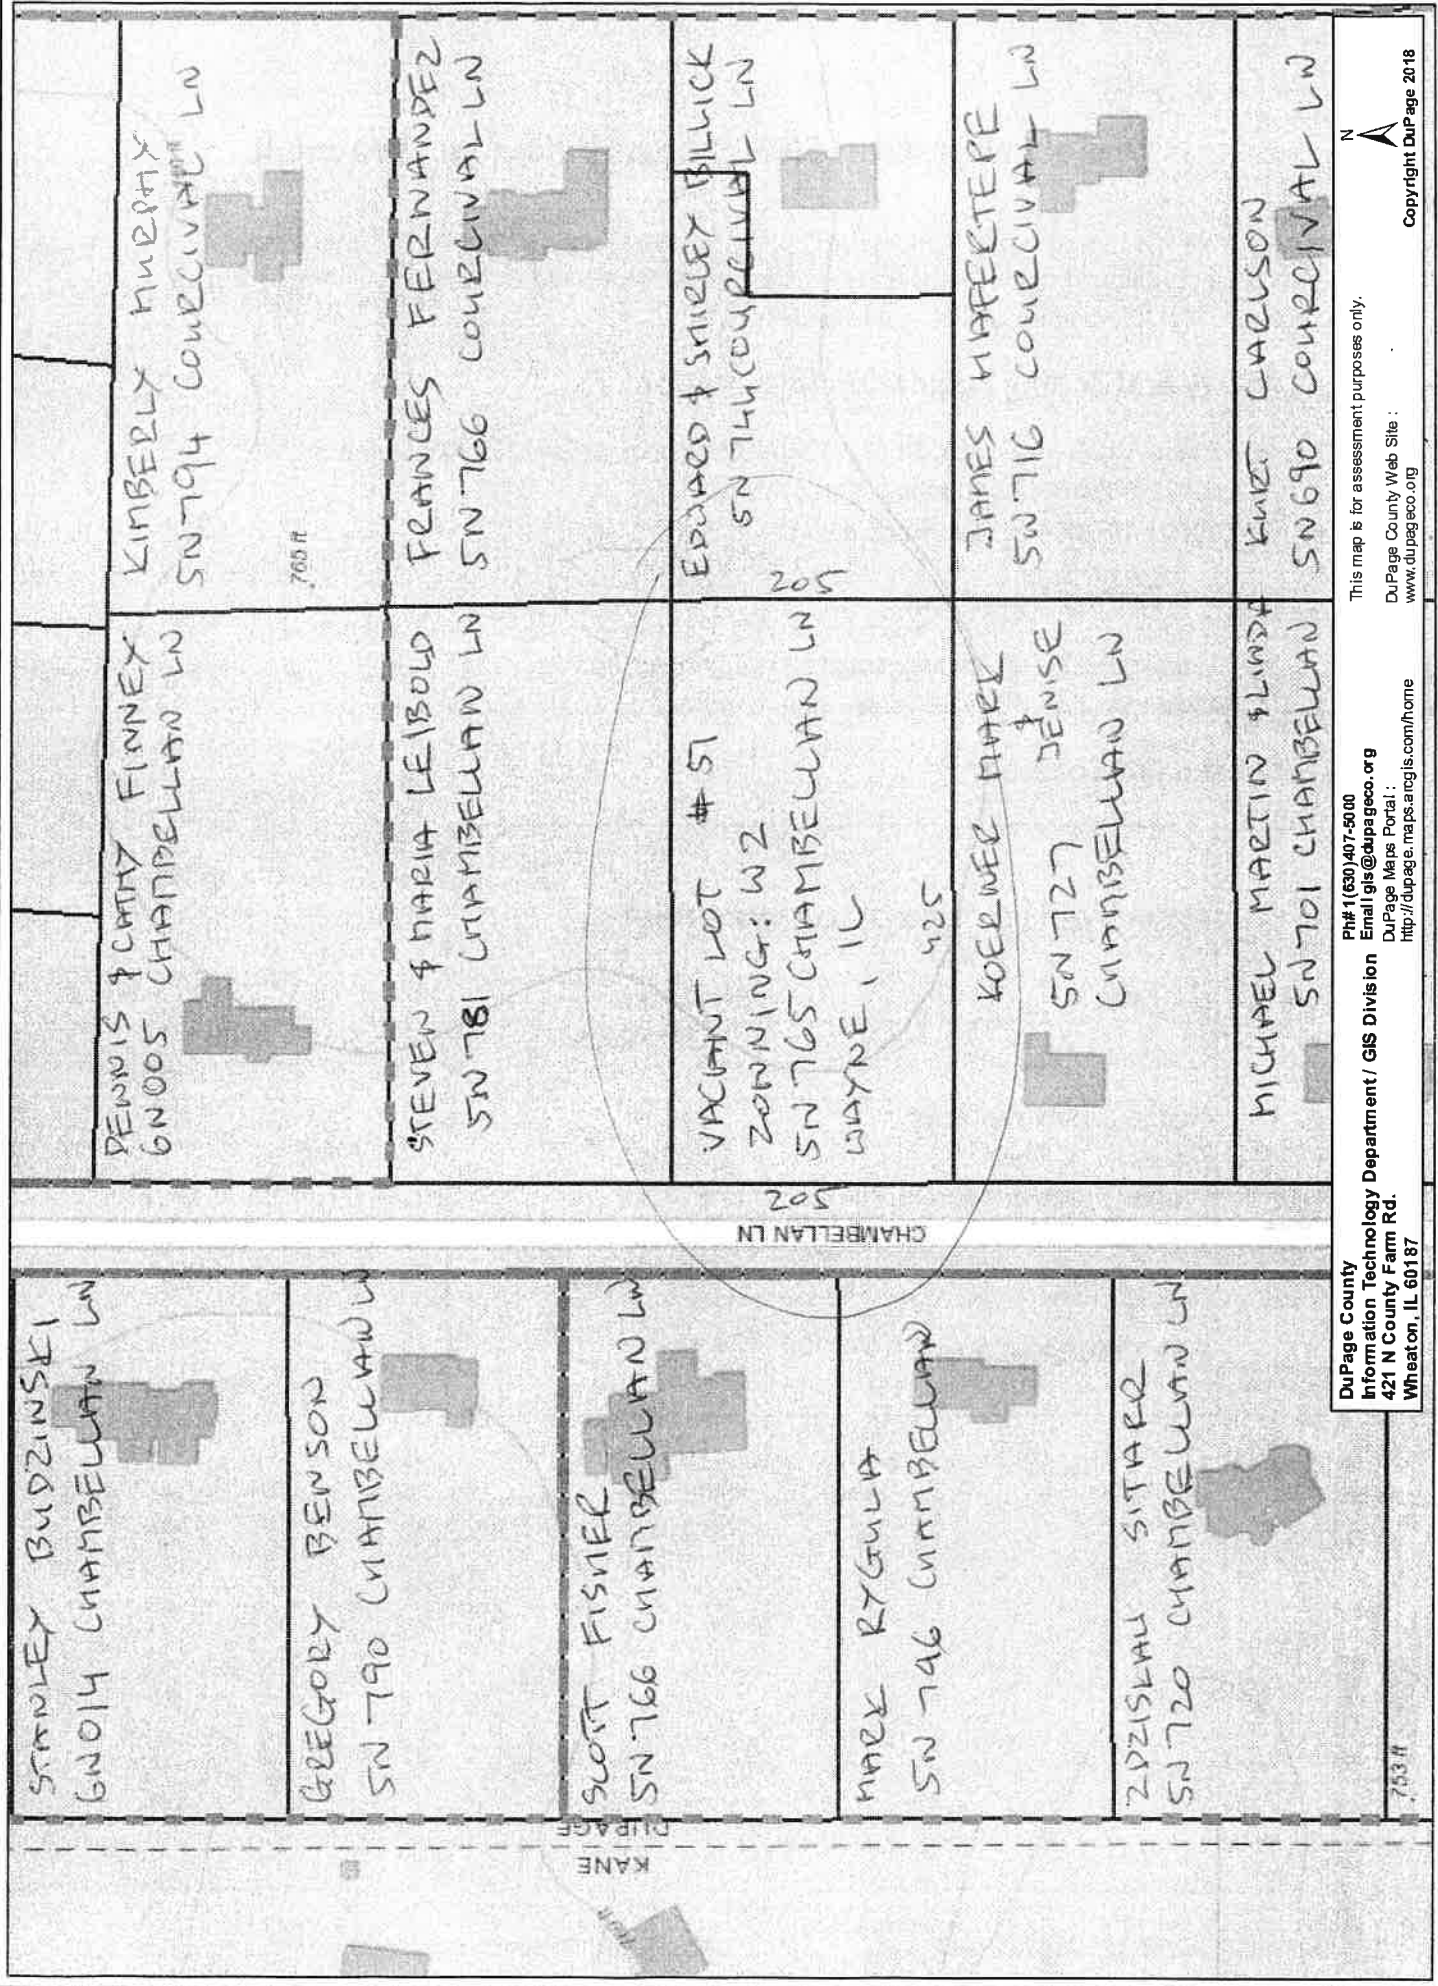 STANLEY BUDZINSKI
6N014 CHAMBELLAN LN
DENNIS & CATHY FINNEY
6N005 CHAMBELLAN LN
KIMBERLY MURPHY
5N794 COURCIVAL LN
765 ft
GREGORY BENSON
5N790 CHAMBELLAN LN
STEVEN & MARIA LEIBOLD
5N781 CHAMBELLAN LN
FRANCES FERNANDEZ
5N766 COURCIVAL LN
KANE
DUPAGE
SCOTT FISHER
5N766 CHAMBELLAN LN
CHAMBELLAN LN
205
VACANT LOT #51
ZONNING: W2
5N765 CHAMBELLAN LN
WAYNE, IL
425
205
EDWARD & SHIRLEY BILLICK
5N744 COURCIVAL LN
MARK RYGULA
5N746 CHAMBELLAN
KOERNER MARK
& DENISE
5N727
CHAMBELLAN LN
JAMES HAFERTEPE
5N716 COURCIVAL LN
ZDZISLAW SITARR
5N720 CHAMBELLAN LN
MICHAEL MARTIN & LINDA
5N701 CHAMBELLAN
KURT CARLSON
5N690 COURCIVAL LN
753 ft
DuPage County
Information Technology Department / GIS Division
421 N County Farm Rd.
Wheaton, IL 60187
Ph# 1(630)407-5000
Email gis@dupageco.org
DuPage Maps Portal :
http://dupage.maps.arcgis.com/home
This map is for assessment purposes only.
DuPage County Web Site :
www.dupageco.org
N
Copyright DuPage 2018